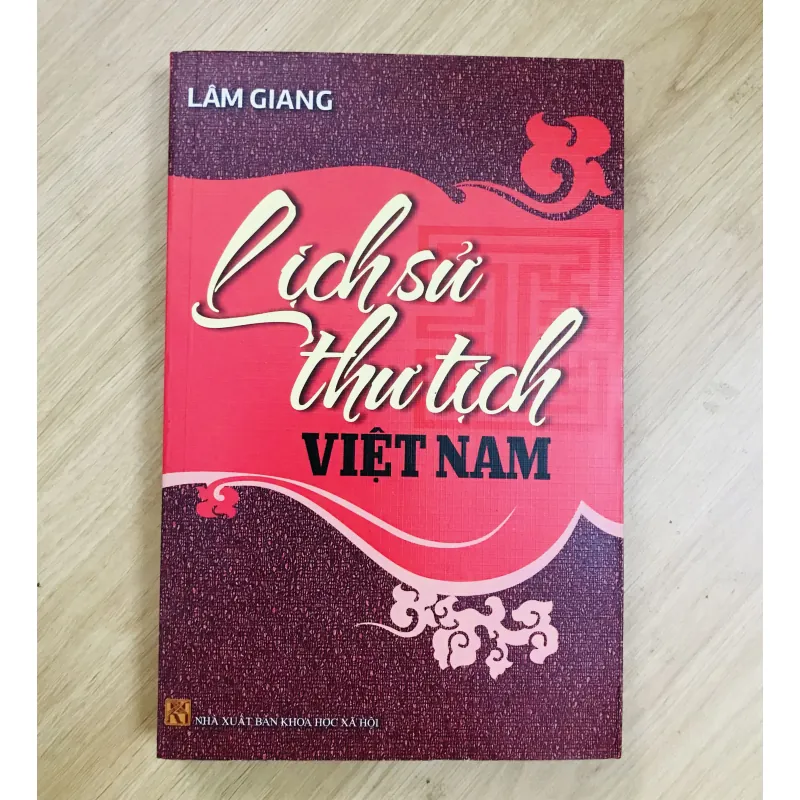 LÂM GIANG
Lịch sử
thư tịch
VIỆT NAM
NHÀ XUẤT BẢN KHOA HỌC XÃ HỘI